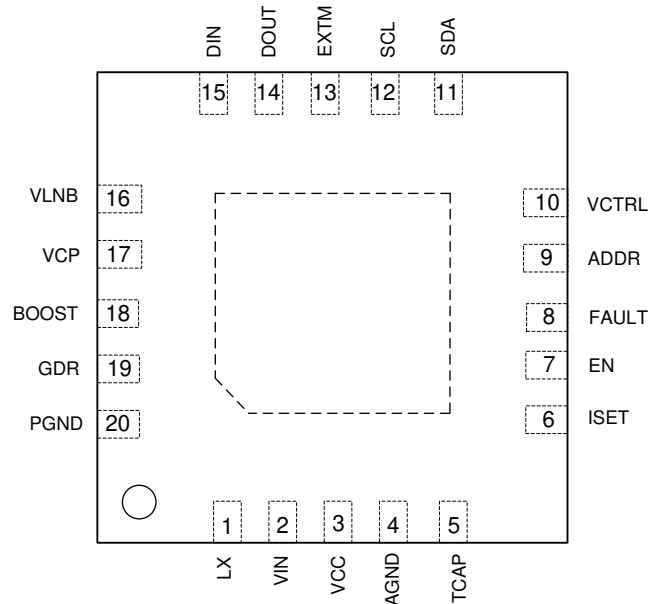 DIN DOUT EXTM SCL SDA
15 14 13 12 11
VLNB 16 10 VCTRL
VCP 17 9 ADDR
BOOST 18 8 FAULT
GDR 19 7 EN
PGND 20 6 ISET
1 2 3 4 5
LX VIN VCC AGND TCAP